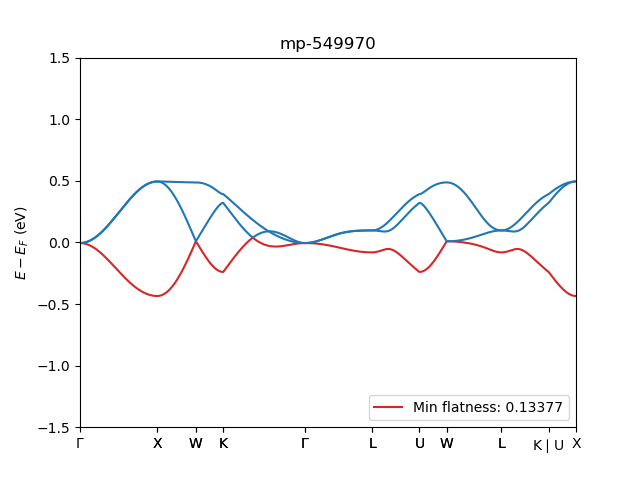 mp-549970
E − E_F (eV)
1.5
1.0
0.5
0.0
−0.5
−1.0
−1.5
Min flatness: 0.13377
Γ X W K Γ L U W L K | U X